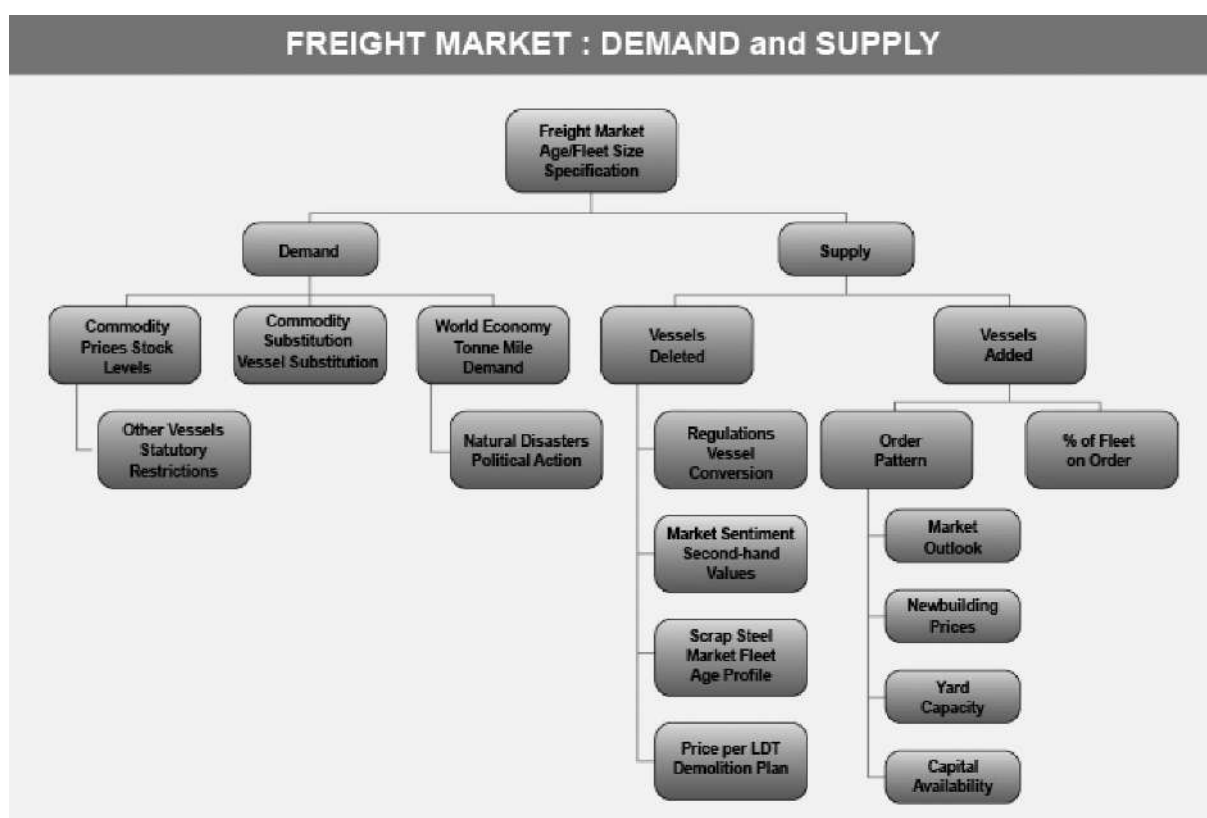 FREIGHT MARKET : DEMAND and SUPPLY
Freight Market
Age/Fleet Size
Specification
Demand
Supply
Commodity
Prices Stock
Levels
Commodity
Substitution
Vessel Substitution
World Economy
Tonne Mile
Demand
Vessels
Deleted
Vessels
Added
Other Vessels
Statutory
Restrictions
Natural Disasters
Political Action
Regulations
Vessel
Conversion
Order
Pattern
% of Fleet
on Order
Market Sentiment
Second-hand
Values
Market
Outlook
Newbuilding
Prices
Scrap Steel
Market Fleet
Age Profile
Yard
Capacity
Price per LDT
Demolition Plan
Capital
Availability